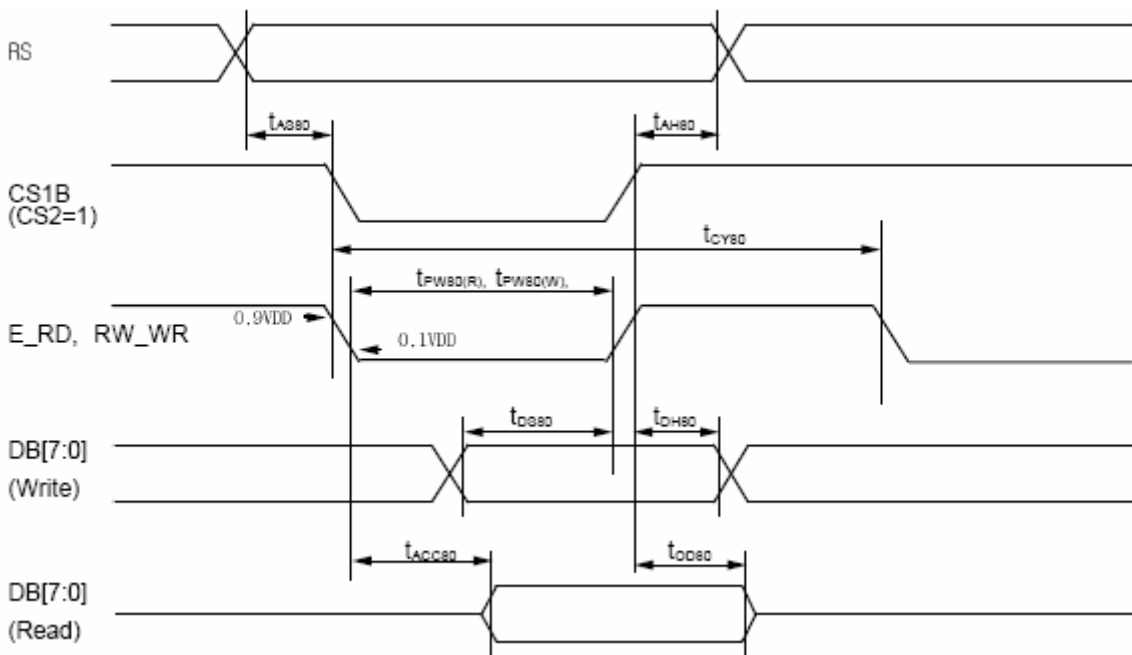 RS
tAS80
tAH80
CS1B
(CS2=1)
tCY80
tPW80(R), tPW80(W),
0.9VDD
E_RD, RW_WR
0.1VDD
tDS80
tDH80
DB[7:0]
(Write)
tACC80
tOD80
DB[7:0]
(Read)